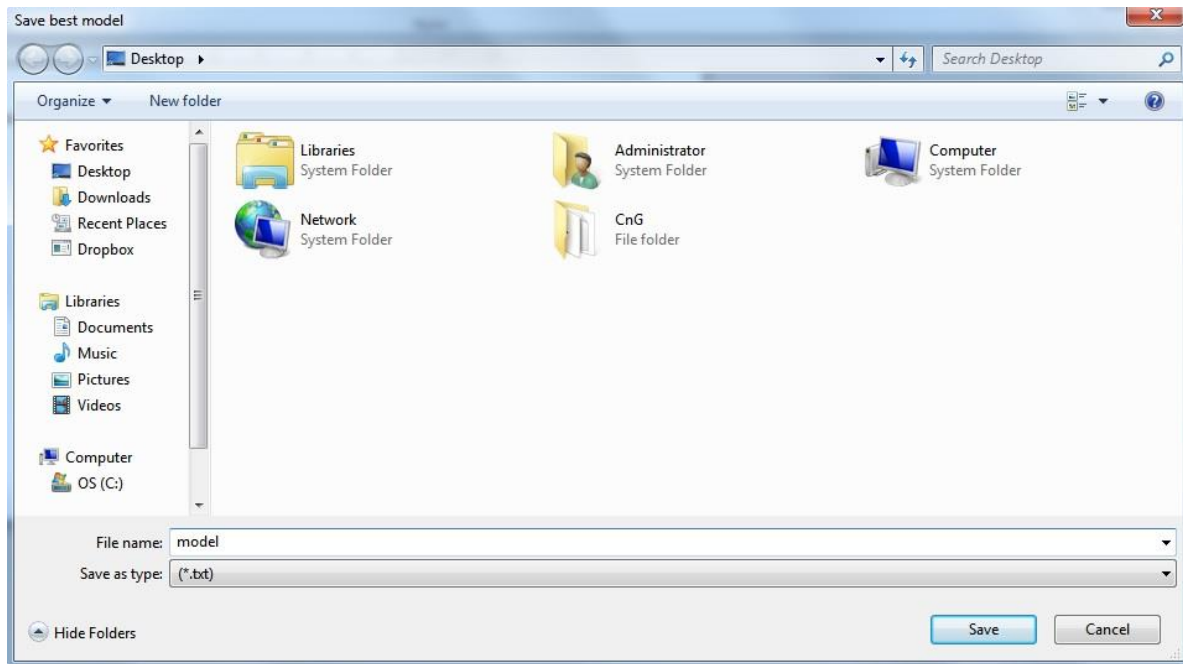 Save best model
Desktop
Search Desktop
Organize
New folder
Favorites
Desktop
Downloads
Recent Places
Dropbox
Libraries
Documents
Music
Pictures
Videos
Computer
OS (C:)
Libraries
System Folder
Administrator
System Folder
Computer
System Folder
Network
System Folder
CnG
File folder
File name: model
Save as type: (*.txt)
Hide Folders
Save
Cancel